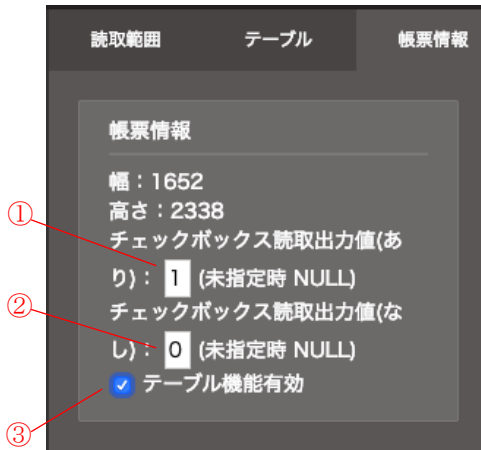 読取範囲 テーブル 帳票情報
帳票情報
幅：1652
高さ：2338
① チェックボックス読取出力値(あ
り)： 1 (未指定時 NULL)
② チェックボックス読取出力値(な
し)： 0 (未指定時 NULL)
テーブル機能有効
③